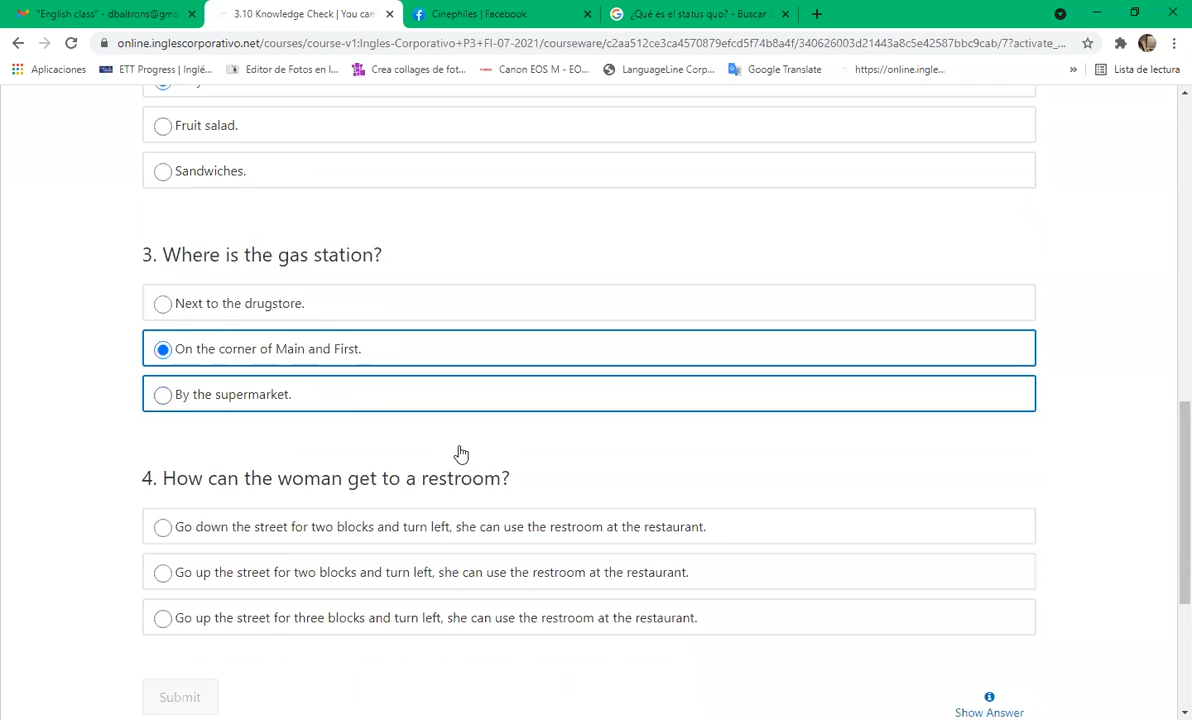 "English class" - dbaitrons@gma
3.10 Knowledge Check | You can
Cinephiles | Facebook
¿Qué es el status quo? - Buscar
online.inglescorporativo.net/courses/course-v1:Ingles-Corporativo+P3+FI-07-2021/courseware/c2aa512ce3ca4570879efcd5f74b8a4f/340626003d21443a8c5e42587bbc9cab/7?activate_...
Aplicaciones
ETT Progress | Inglé...
Editor de Fotos en l...
Crea collages de fot...
Canon EOS M - EO...
LanguageLine Corp...
Google Translate
https://online.ingle...
»
Lista de lectura
Fruit salad.
Sandwiches.
3. Where is the gas station?
Next to the drugstore.
On the corner of Main and First.
By the supermarket.
4. How can the woman get to a restroom?
Go down the street for two blocks and turn left, she can use the restroom at the restaurant.
Go up the street for two blocks and turn left, she can use the restroom at the restaurant.
Go up the street for three blocks and turn left, she can use the restroom at the restaurant.
Submit
Show Answer